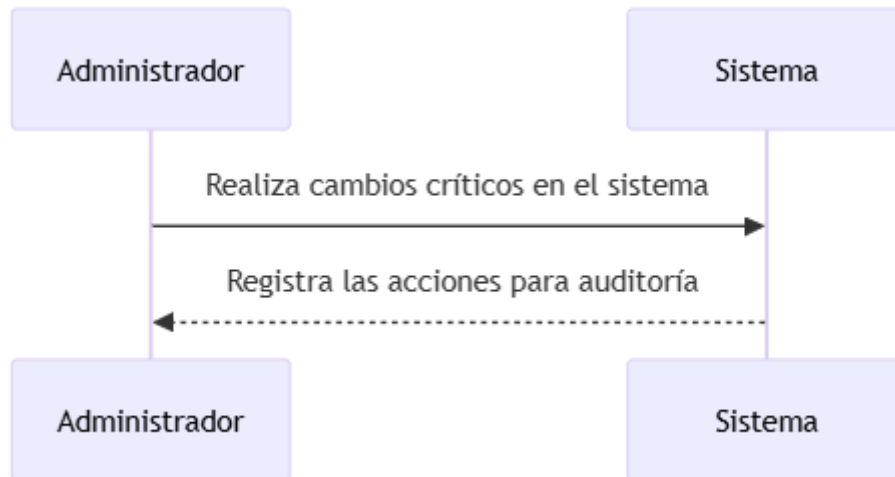 Administrador
Sistema
Realiza cambios críticos en el sistema
Registra las acciones para auditoría
Administrador
Sistema